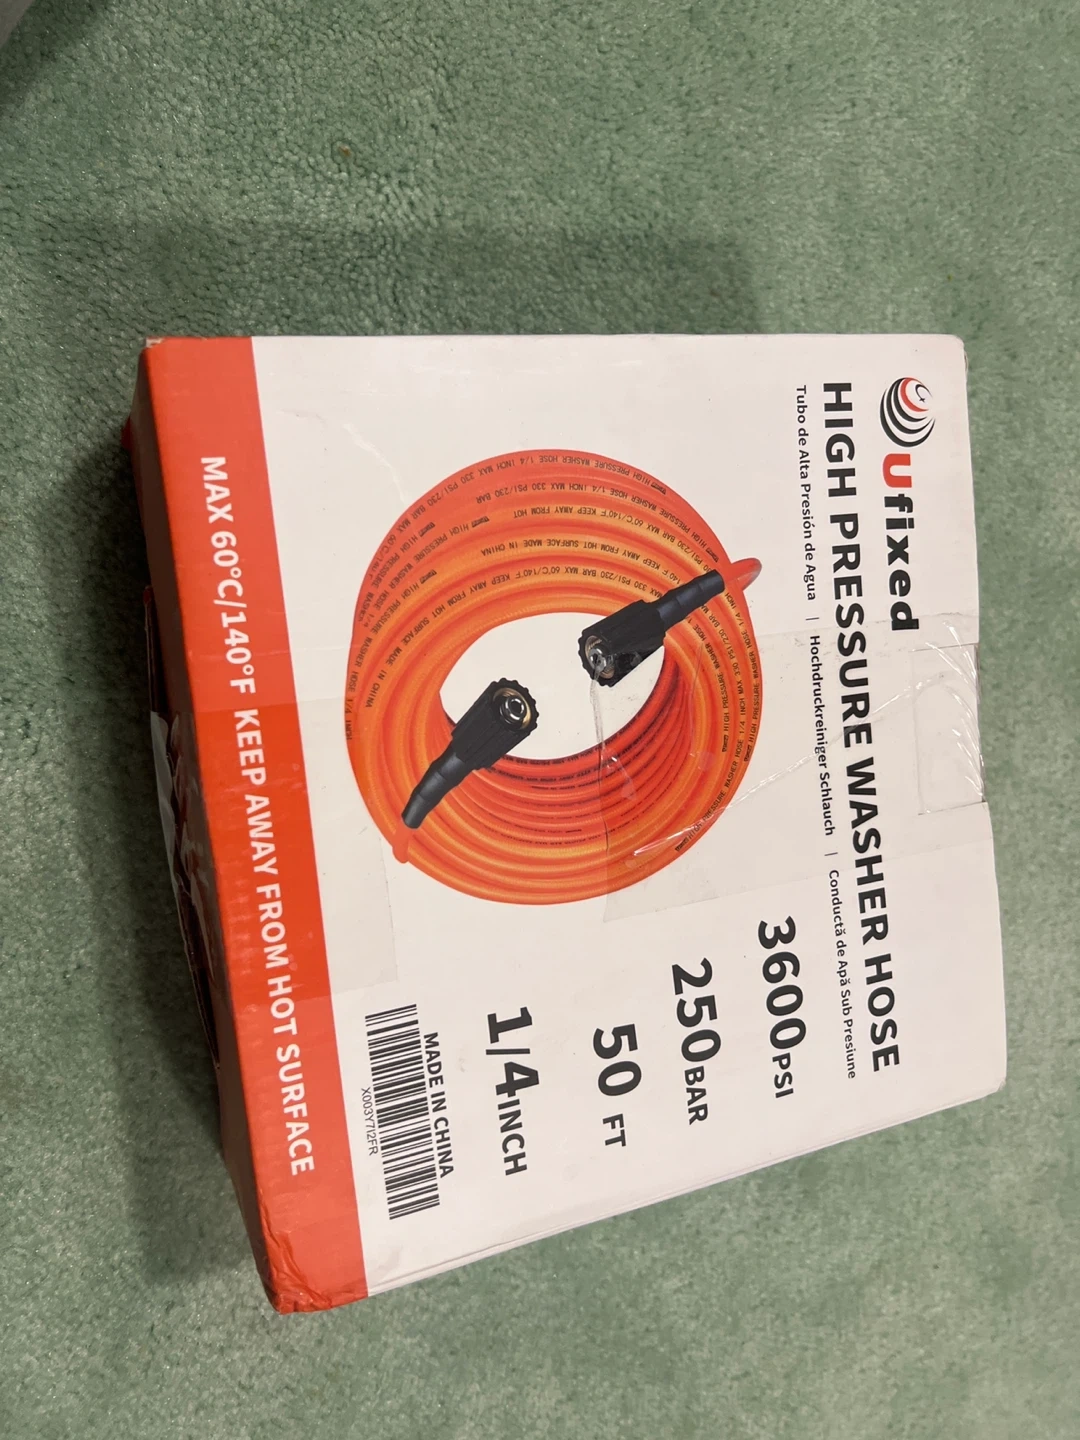 Ufixed
HIGH PRESSURE WASHER HOSE
Tubo de Alta Presión de Agua | Hochdruckreiniger Schlauch | Conductă de Apă Sub Presiune
3600PSI
250BAR
50 FT
1/4INCH
MADE IN CHINA
X003Y7I2FR
MAX 60°C/140°F KEEP AWAY FROM HOT SURFACE